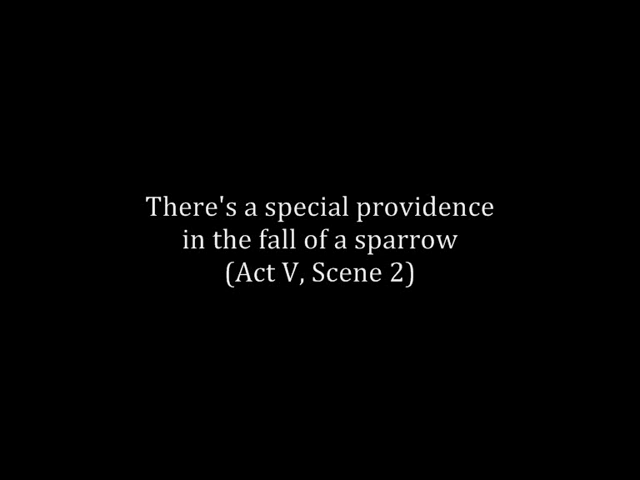 There's a special providence
in the fall of a sparrow
(Act V, Scene 2)